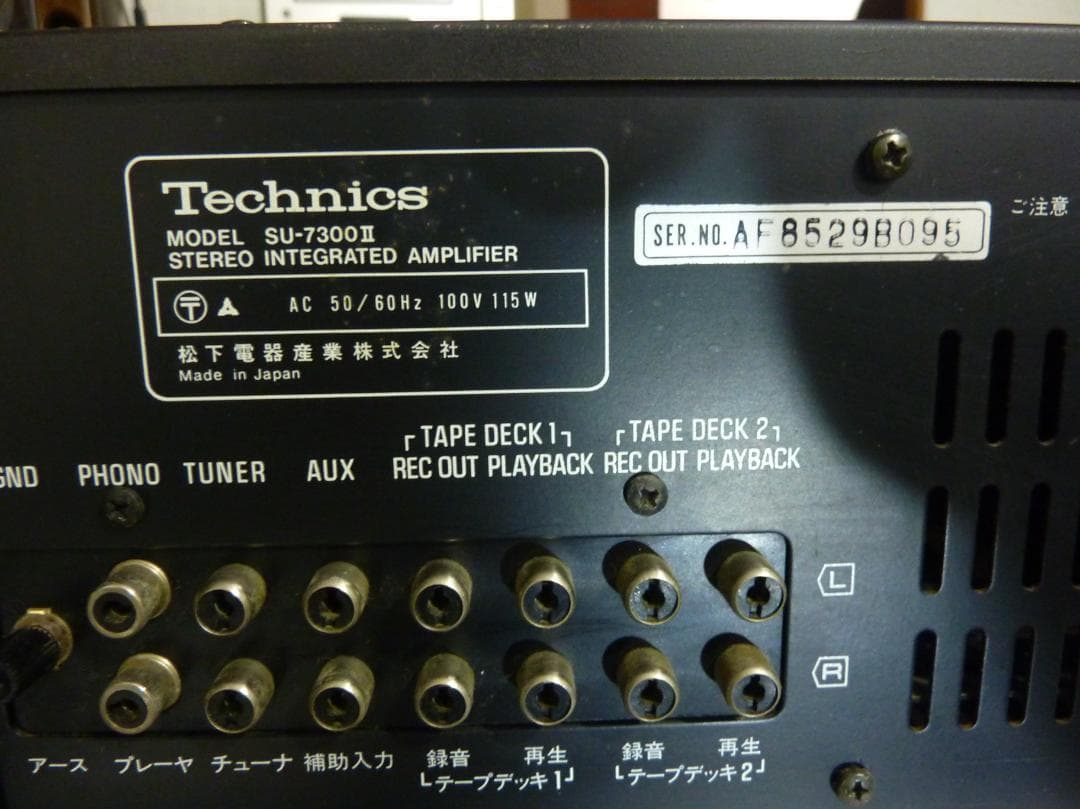 Technics
MODEL SU-7300II
STEREO INTEGRATED AMPLIFIER
〒 AC 50/60Hz 100V 115W
松下電器産業株式会社
Made in Japan
SER.NO. AF8529B095
ご注意
TAPE DECK 1 TAPE DECK 2
GND PHONO TUNER AUX REC OUT PLAYBACK REC OUT PLAYBACK
L
R
アース プレーヤ チューナ 補助入力 録音 再生 録音 再生
テープデッキ1 テープデッキ2